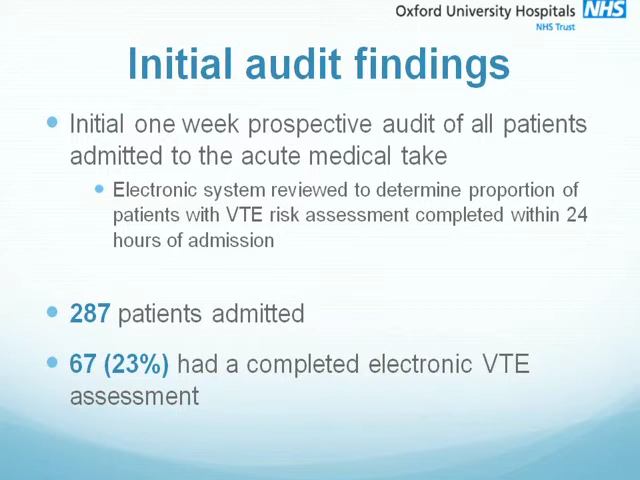 Oxford University Hospitals NHS
NHS Trust
Initial audit findings
Initial one week prospective audit of all patients
admitted to the acute medical take
Electronic system reviewed to determine proportion of
patients with VTE risk assessment completed within 24
hours of admission
287 patients admitted
67 (23%) had a completed electronic VTE
assessment